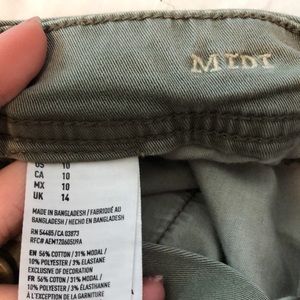 MIDI
US 10
CA 10
MX 10
UK 14
MADE IN BANGLADESH / FABRIQUÉ AU
BANGLADESH / HECHO EN BANGLADESH
RN 54485/CA 03873
EN 56% COTTON / 31% MODAL /
10% POLYESTER / 3% ELASTANE
EXCLUSIVE OF DECORATION
FR 56% COTON / 31% MODAL /
10% POLYESTER / 3% ÉLASTHANNE
À L'EXCEPTION DE LA GARNITURE